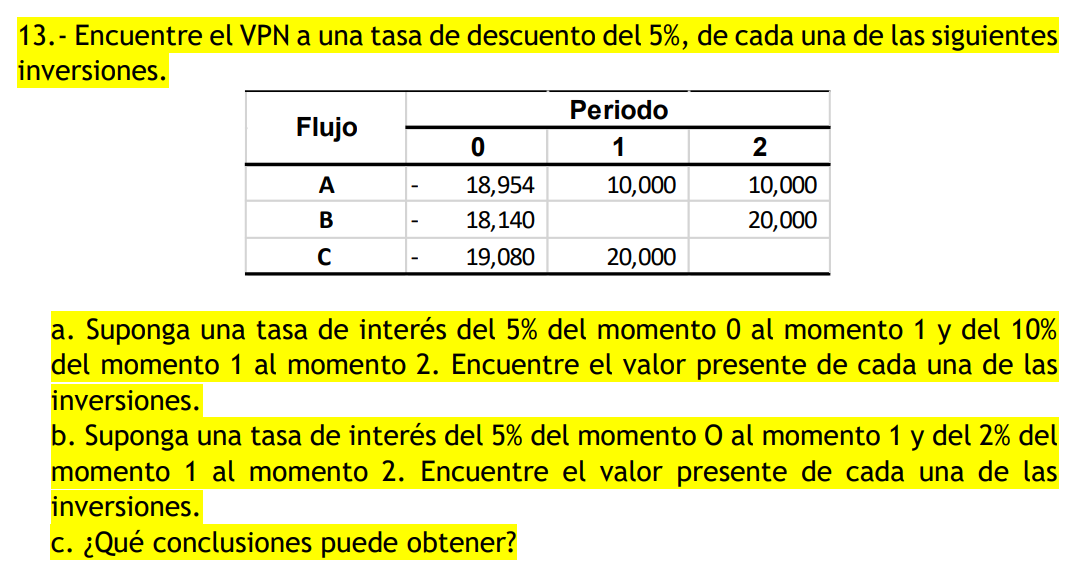 13.- Encuentre el VPN a una tasa de descuento del 5%, de cada una de las siguientes
inversiones.
Flujo Periodo
0 1 2
A - 18,954 10,000 10,000
B - 18,140 20,000
C - 19,080 20,000
a. Suponga una tasa de interés del 5% del momento 0 al momento 1 y del 10%
del momento 1 al momento 2. Encuentre el valor presente de cada una de las
inversiones.
b. Suponga una tasa de interés del 5% del momento O al momento 1 y del 2% del
momento 1 al momento 2. Encuentre el valor presente de cada una de las
inversiones.
c. ¿Qué conclusiones puede obtener?